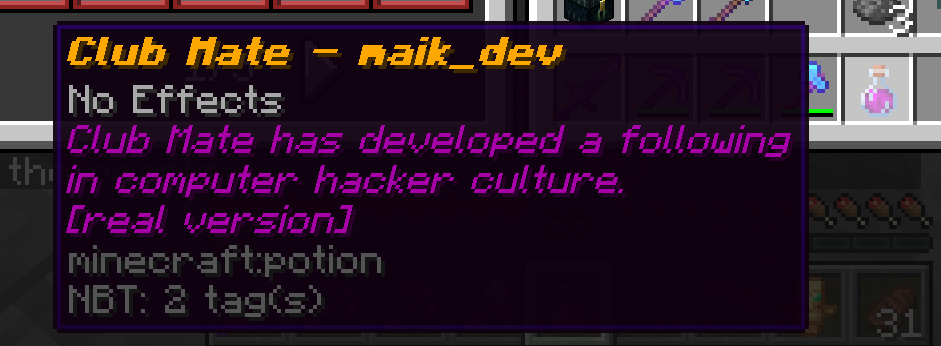 Club Mate - maik_dev
No Effects
Club Mate has developed a following
in computer hacker culture.
[real version]
minecraft:potion
NBT: 2 tag(s)
31